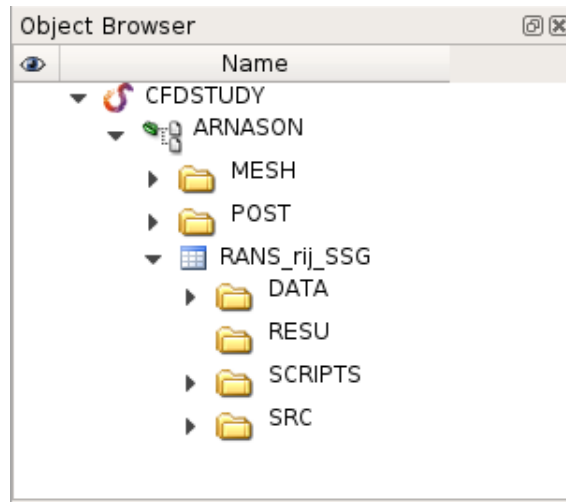 Object Browser
Name
CFDSTUDY
ARNASON
MESH
POST
RANS_rij_SSG
DATA
RESU
SCRIPTS
SRC